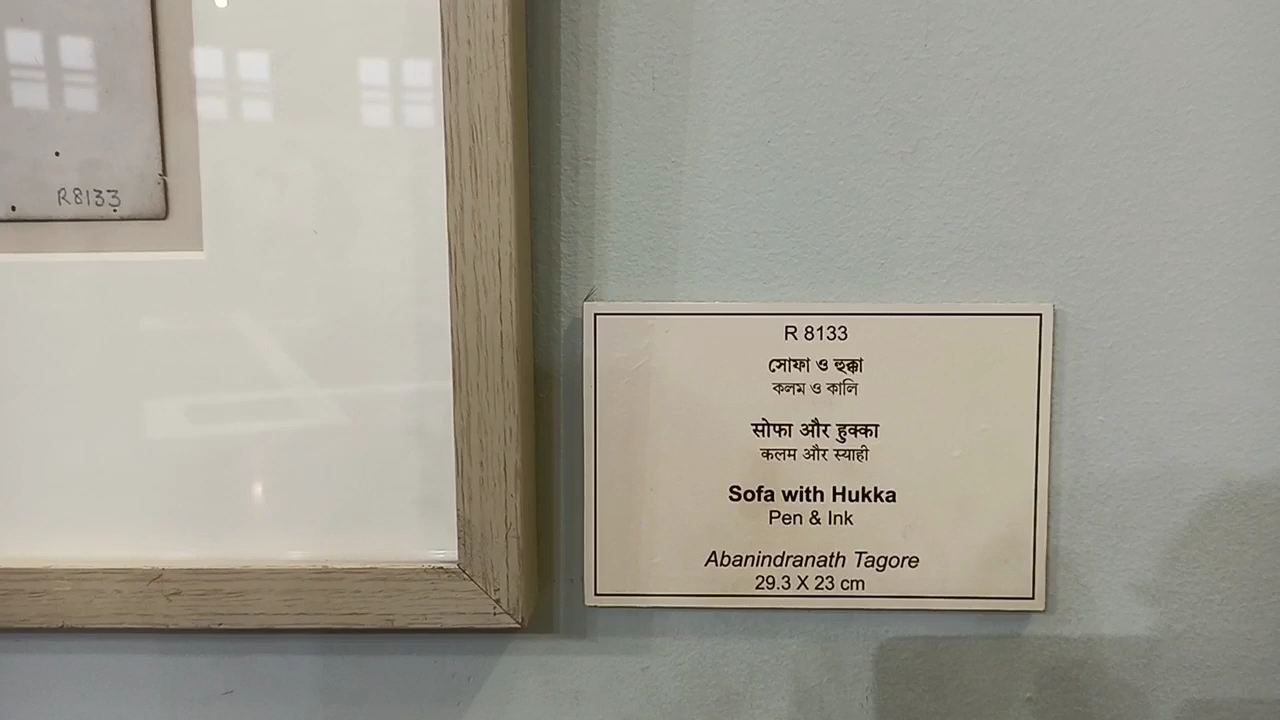 R8133
R 8133
সোফা ও হুক্কা
কলম ও কালি
सोफा और हुक्का
कलम और स्याही
Sofa with Hukka
Pen & Ink
Abanindranath Tagore
29.3 X 23 cm